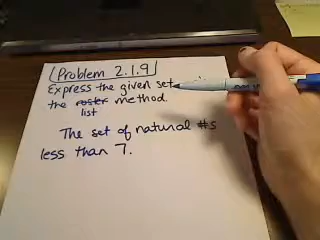 Problem 2.1.9
Express the given set
the roster method.
list
The set of natural #s
less than 7.